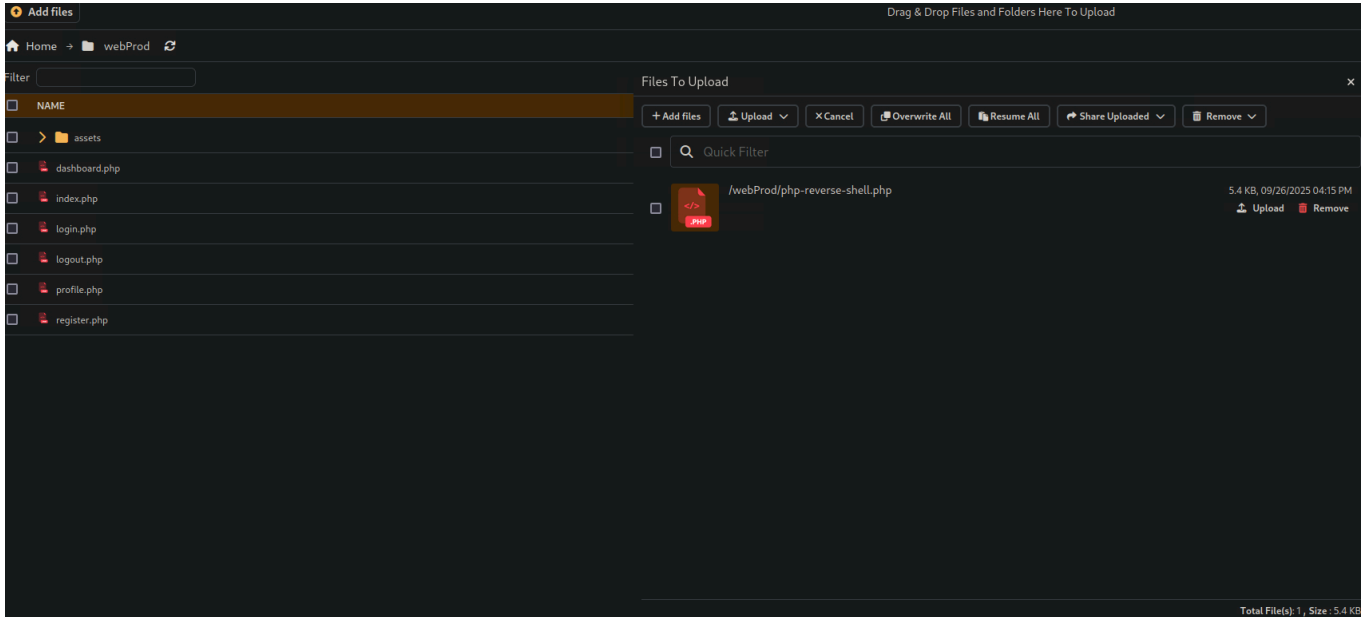 Add files
Drag & Drop Files and Folders Here To Upload
Home → webProd
Filter
NAME
assets
dashboard.php
index.php
login.php
logout.php
profile.php
register.php
Files To Upload ×
+ Add files Upload × Cancel Overwrite All Resume All Share Uploaded Remove
Quick Filter
/webProd/php-reverse-shell.php
5.4 KB, 09/26/2025 04:15 PM
</>
.PHP
Upload Remove
Total File(s): 1 , Size : 5.4 KB